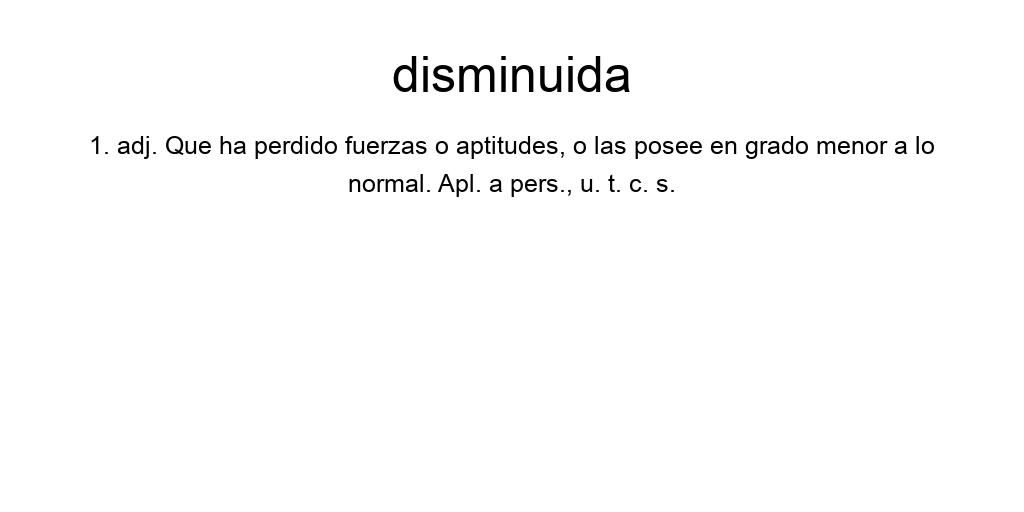 disminuida
1. adj. Que ha perdido fuerzas o aptitudes, o las posee en grado menor a lo
normal. Apl. a pers., u. t. c. s.